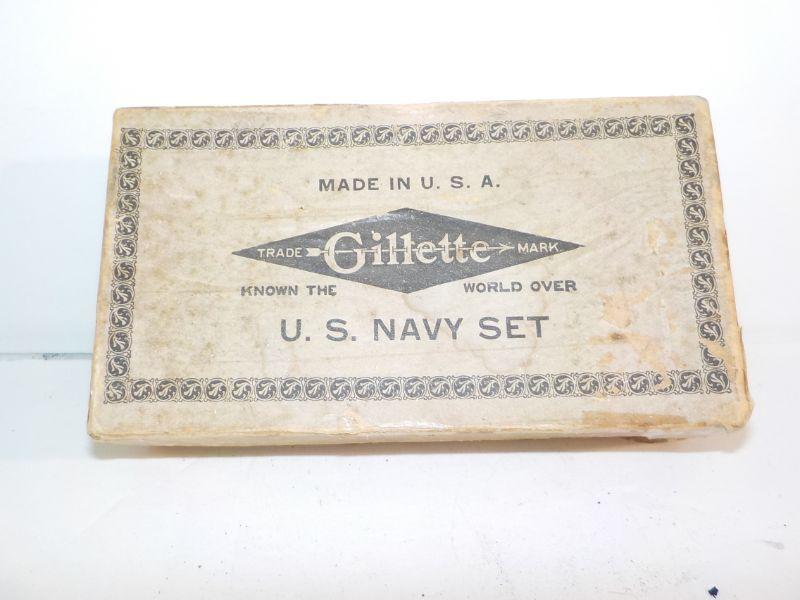 MADE IN U. S. A.
TRADE Gillette MARK
KNOWN THE WORLD OVER
U. S. NAVY SET